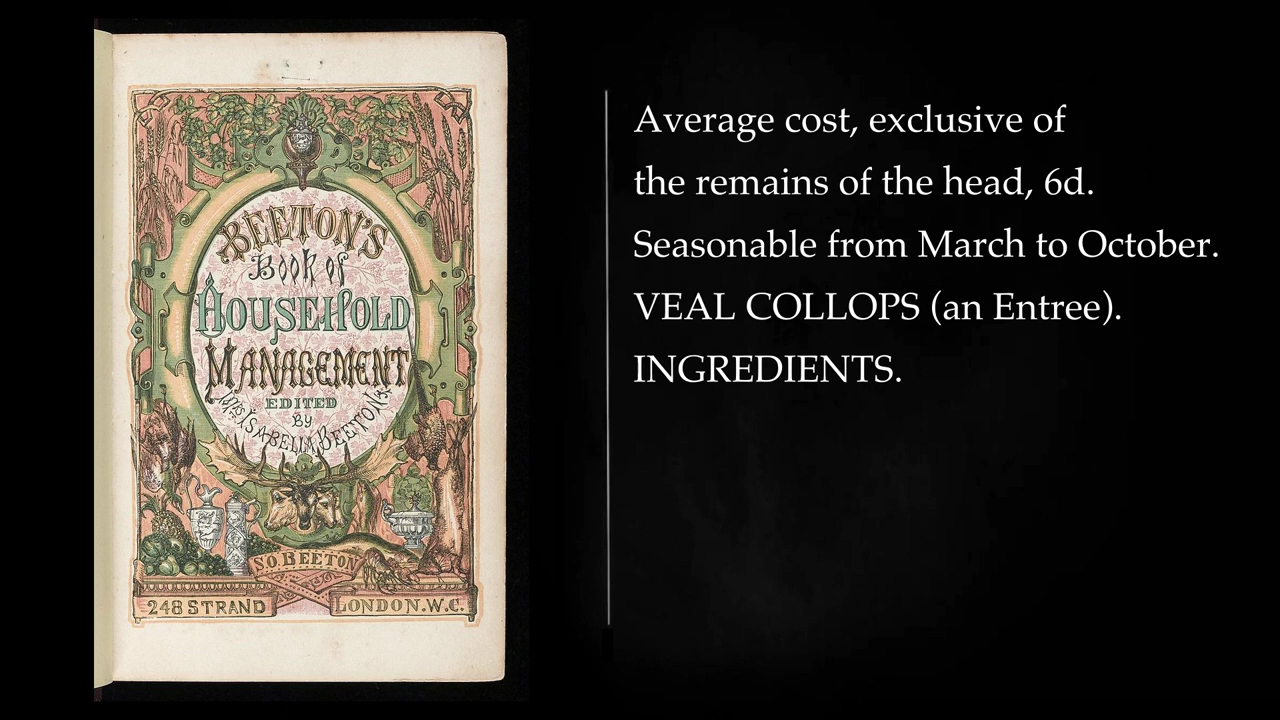 BEETON'S
Book of
HOUSEHOLD
MANAGEMENT
EDITED
BY
MRS ISABELLA BEETON
S.O. BEETON
248 STRAND
LONDON. W.C.
Average cost, exclusive of
the remains of the head, 6d.
Seasonable from March to October.
VEAL COLLOPS (an Entree).
INGREDIENTS.